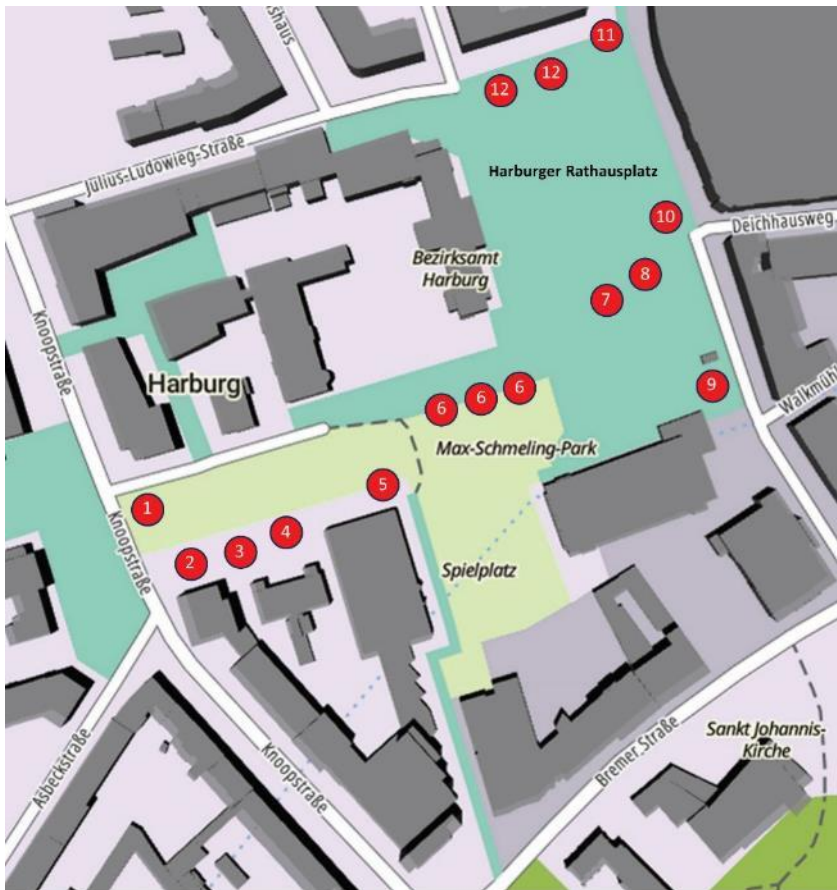 shaus
11
12
12
Julius-Ludowieg-Straße
Harburger Rathausplatz
10
Deichhausweg
Bezirksamt
Harburg
8
7
Knoopstraße
Harburg
6
6
6
9
Walkmühl
Max-Schmeling-Park
5
1
Knoopstraße
4
3
2
Spielplatz
Asbeckstraße
Knoopstraße
Bremer Straße
Sankt Johannis-
Kirche